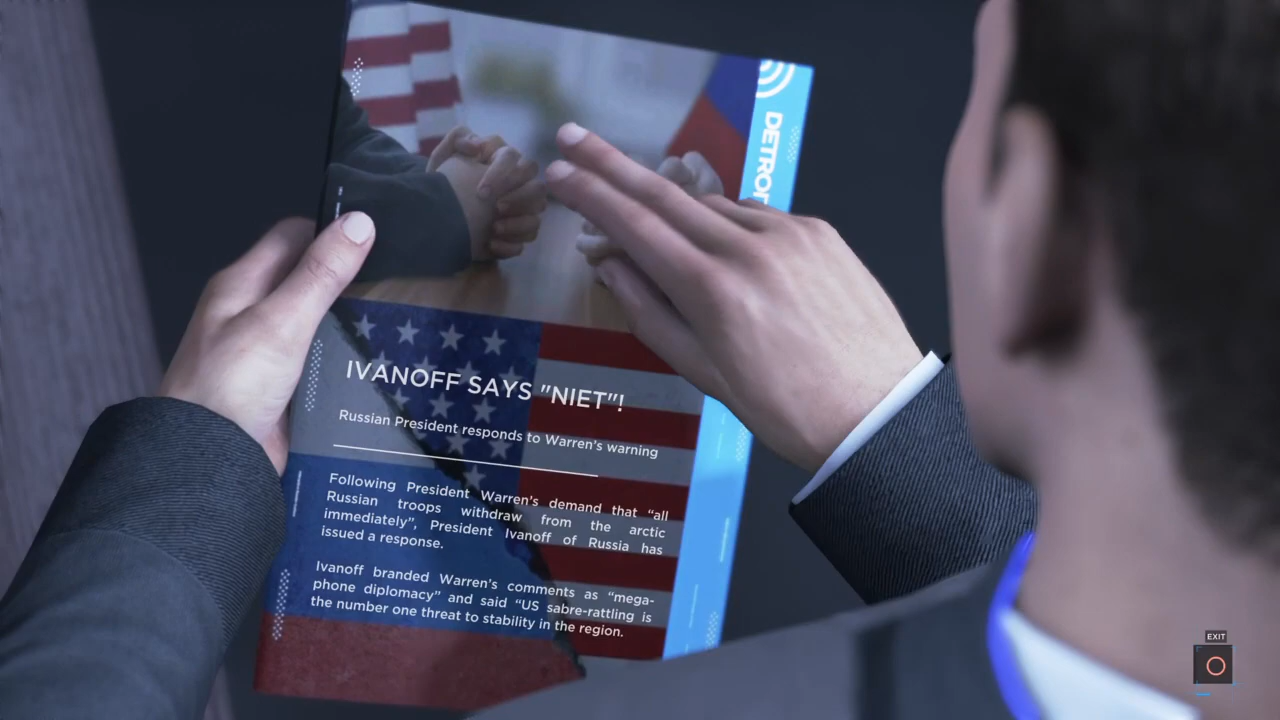 DETRO
IVANOFF SAYS "NIET"!
Russian President responds to Warren's warning
Following President Warren's demand that “all
Russian troops withdraw from the arctic
immediately”, President Ivanoff of Russia has
issued a response.
Ivanoff branded Warren's comments as “mega-
phone diplomacy” and said “US sabre-rattling is
the number one threat to stability in the region.
EXIT